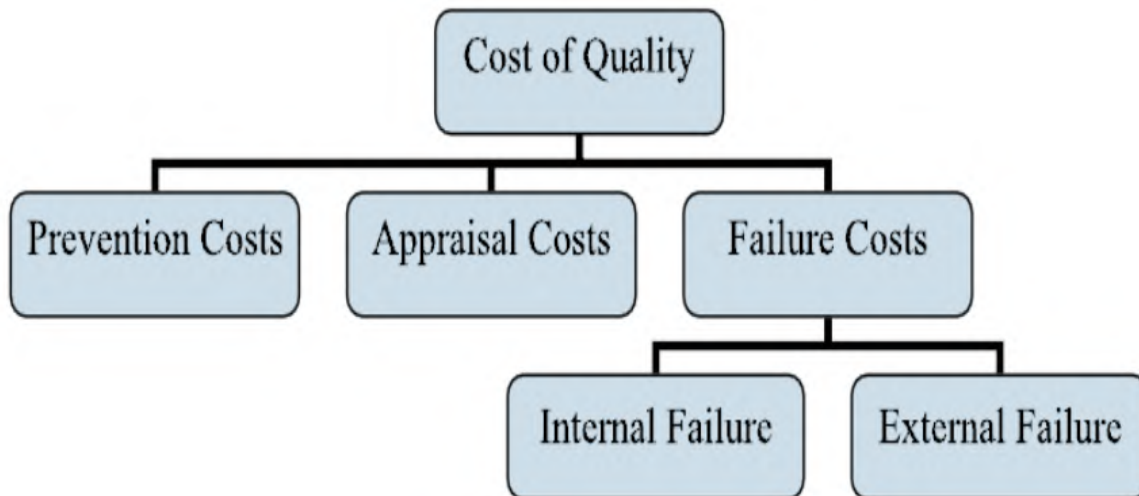 Cost of Quality
Prevention Costs
Appraisal Costs
Failure Costs
Internal Failure
External Failure